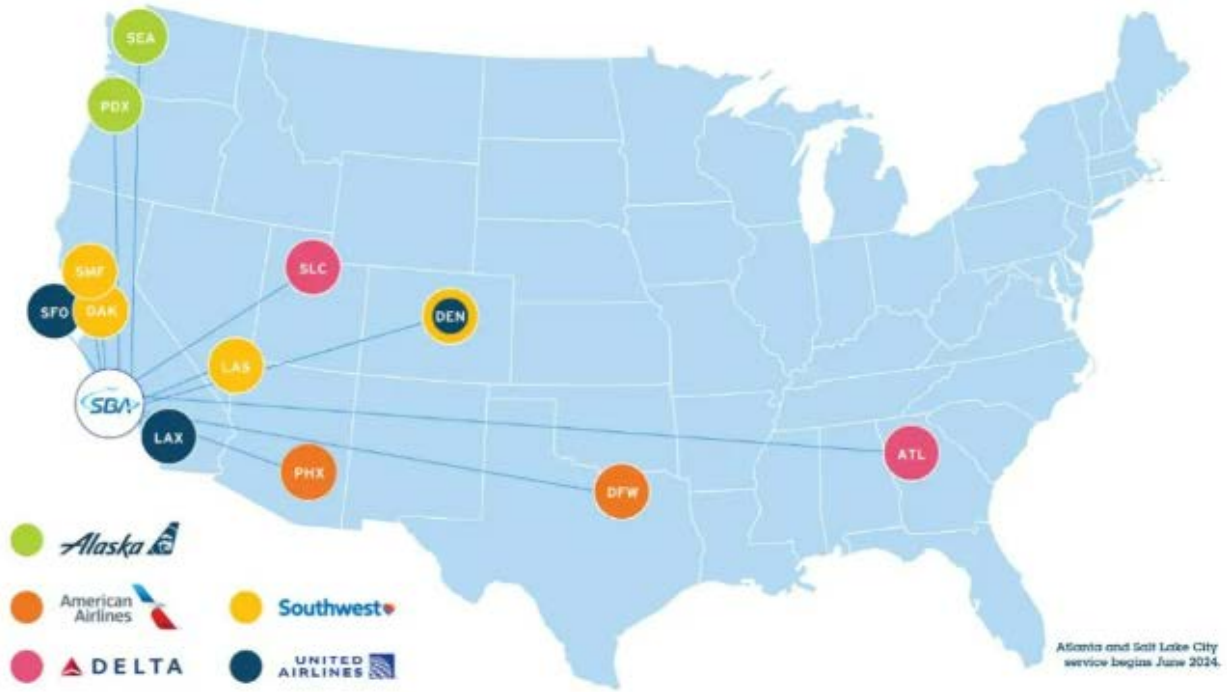 SEA
PDX
SMF
SFO
OAK
SLC
DEN
LAS
SBA
LAX
PHX
DFW
ATL
Alaska
American
Airlines
Southwest
DELTA
UNITED
AIRLINES
Atlanta and Salt Lake City
service begins June 2024.